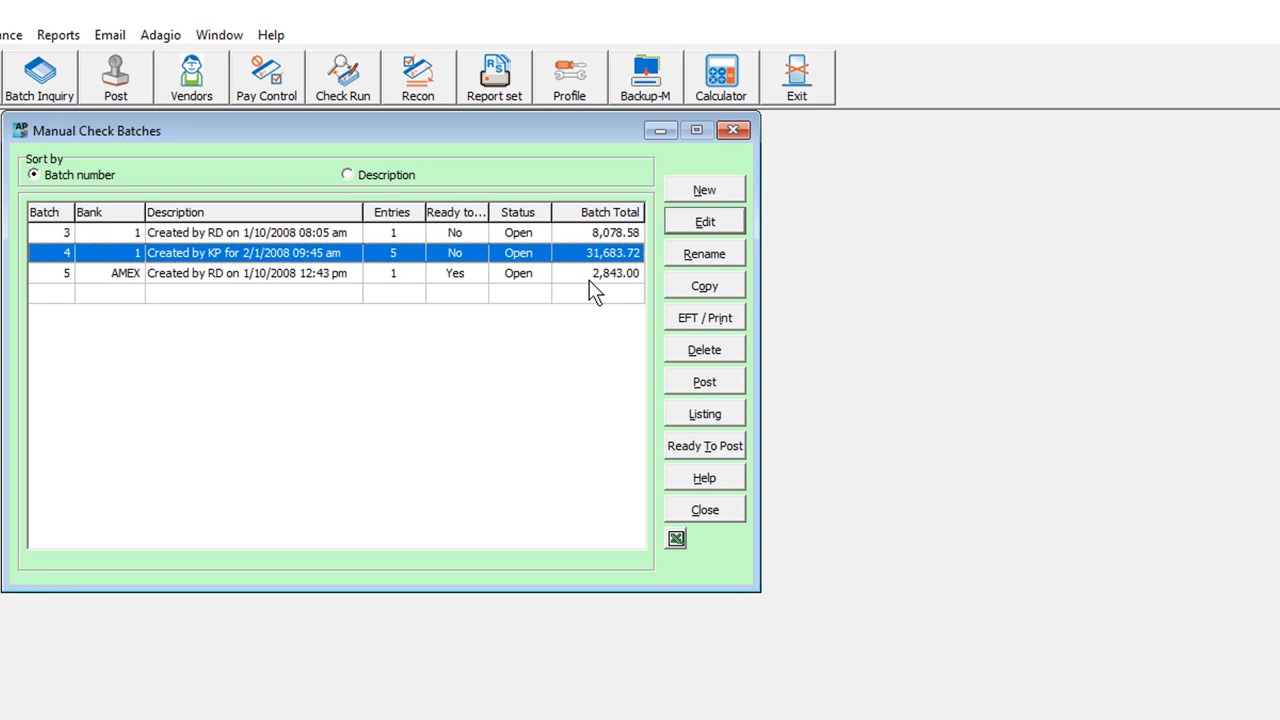 nce Reports Email Adagio Window Help
Batch Inquiry Post Vendors Pay Control Check Run Recon Report set Profile Backup-M Calculator Exit
AP Manual Check Batches
Sort by
Batch number Description
Batch Bank Description Entries Ready to... Status Batch Total
3 1 Created by RD on 1/10/2008 08:05 am 1 No Open 8,078.58
4 1 Created by KP for 2/1/2008 09:45 am 5 No Open 31,683.72
5 AMEX Created by RD on 1/10/2008 12:43 pm 1 Yes Open 2,843.00
New
Edit
Rename
Copy
EFT / Print
Delete
Post
Listing
Ready To Post
Help
Close